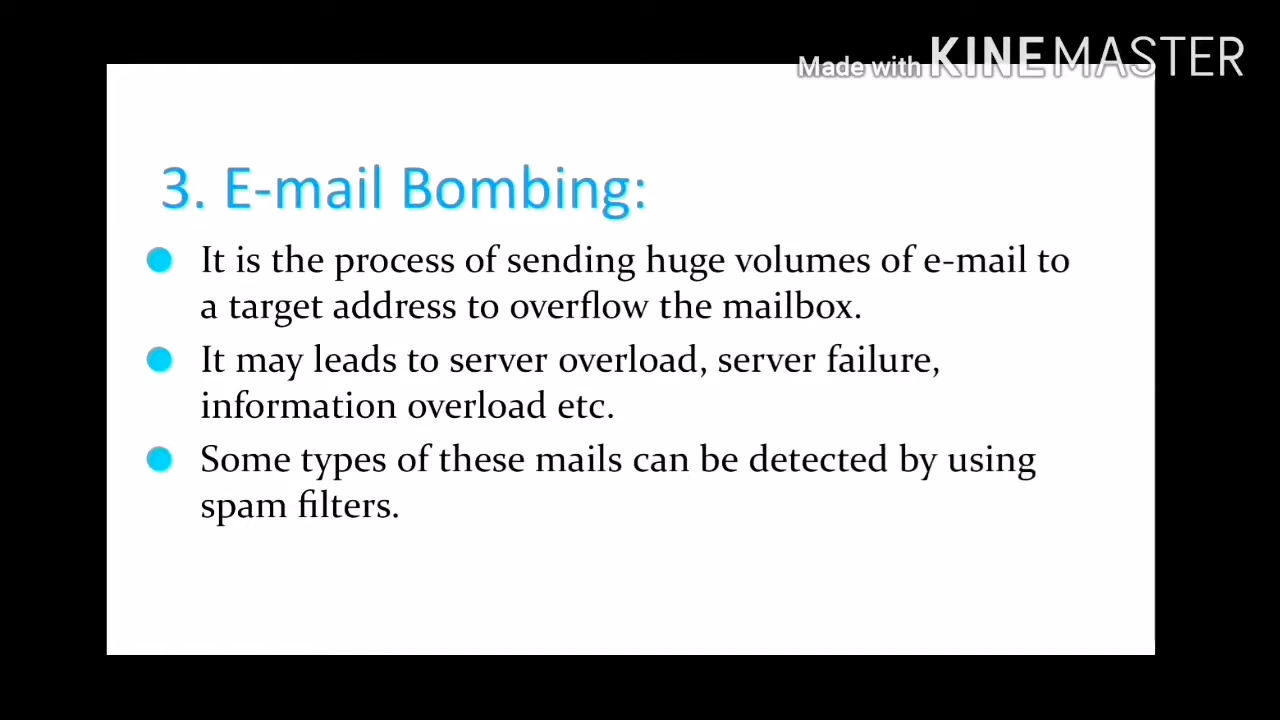 Made with KINEMASTER
3. E-mail Bombing:
It is the process of sending huge volumes of e-mail to
a target address to overflow the mailbox.
It may leads to server overload, server failure,
information overload etc.
Some types of these mails can be detected by using
spam filters.